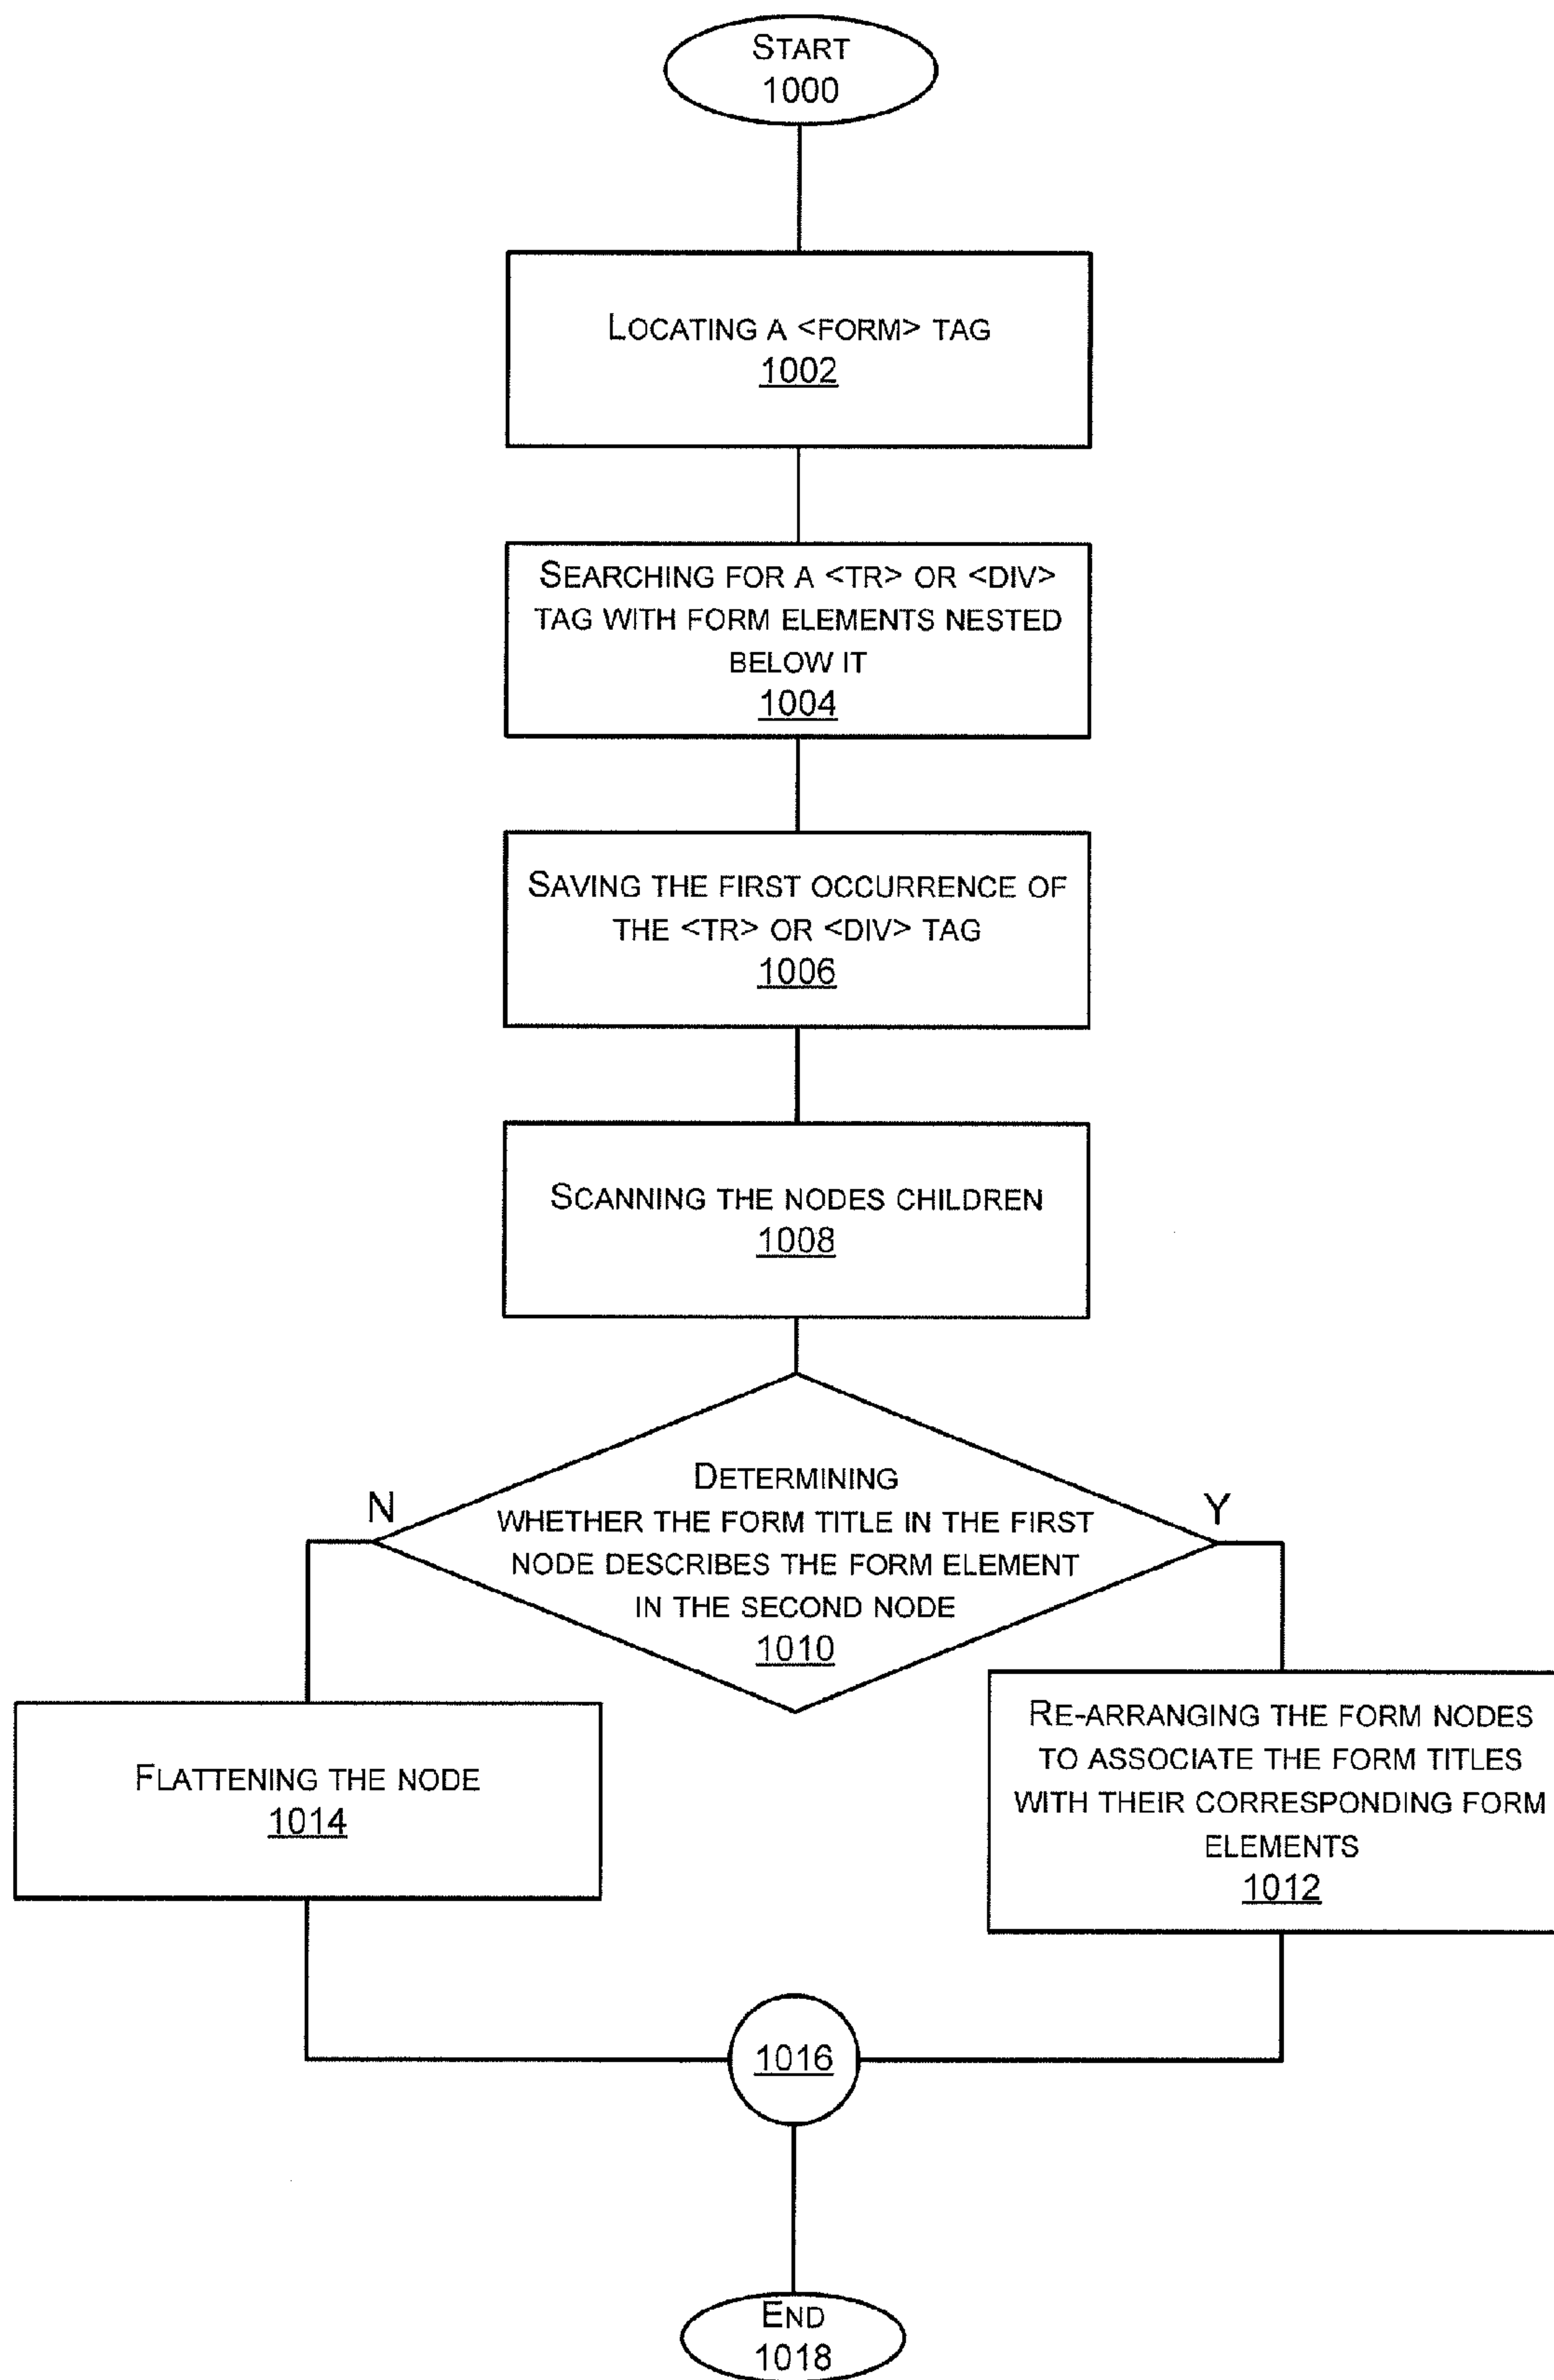 START
1000
LOCATING A <FORM> TAG
1002
SEARCHING FOR A <TR> OR <DIV>
TAG WITH FORM ELEMENTS NESTED
BELOW IT
1004
SAVING THE FIRST OCCURRENCE OF
THE <TR> OR <DIV> TAG
1006
SCANNING THE NODES CHILDREN
1008
DETERMINING
WHETHER THE FORM TITLE IN THE FIRST
NODE DESCRIBES THE FORM ELEMENT
IN THE SECOND NODE
1010
N
Y
FLATTENING THE NODE
1014
RE-ARRANGING THE FORM NODES
TO ASSOCIATE THE FORM TITLES
WITH THEIR CORRESPONDING FORM
ELEMENTS
1012
1016
END
1018